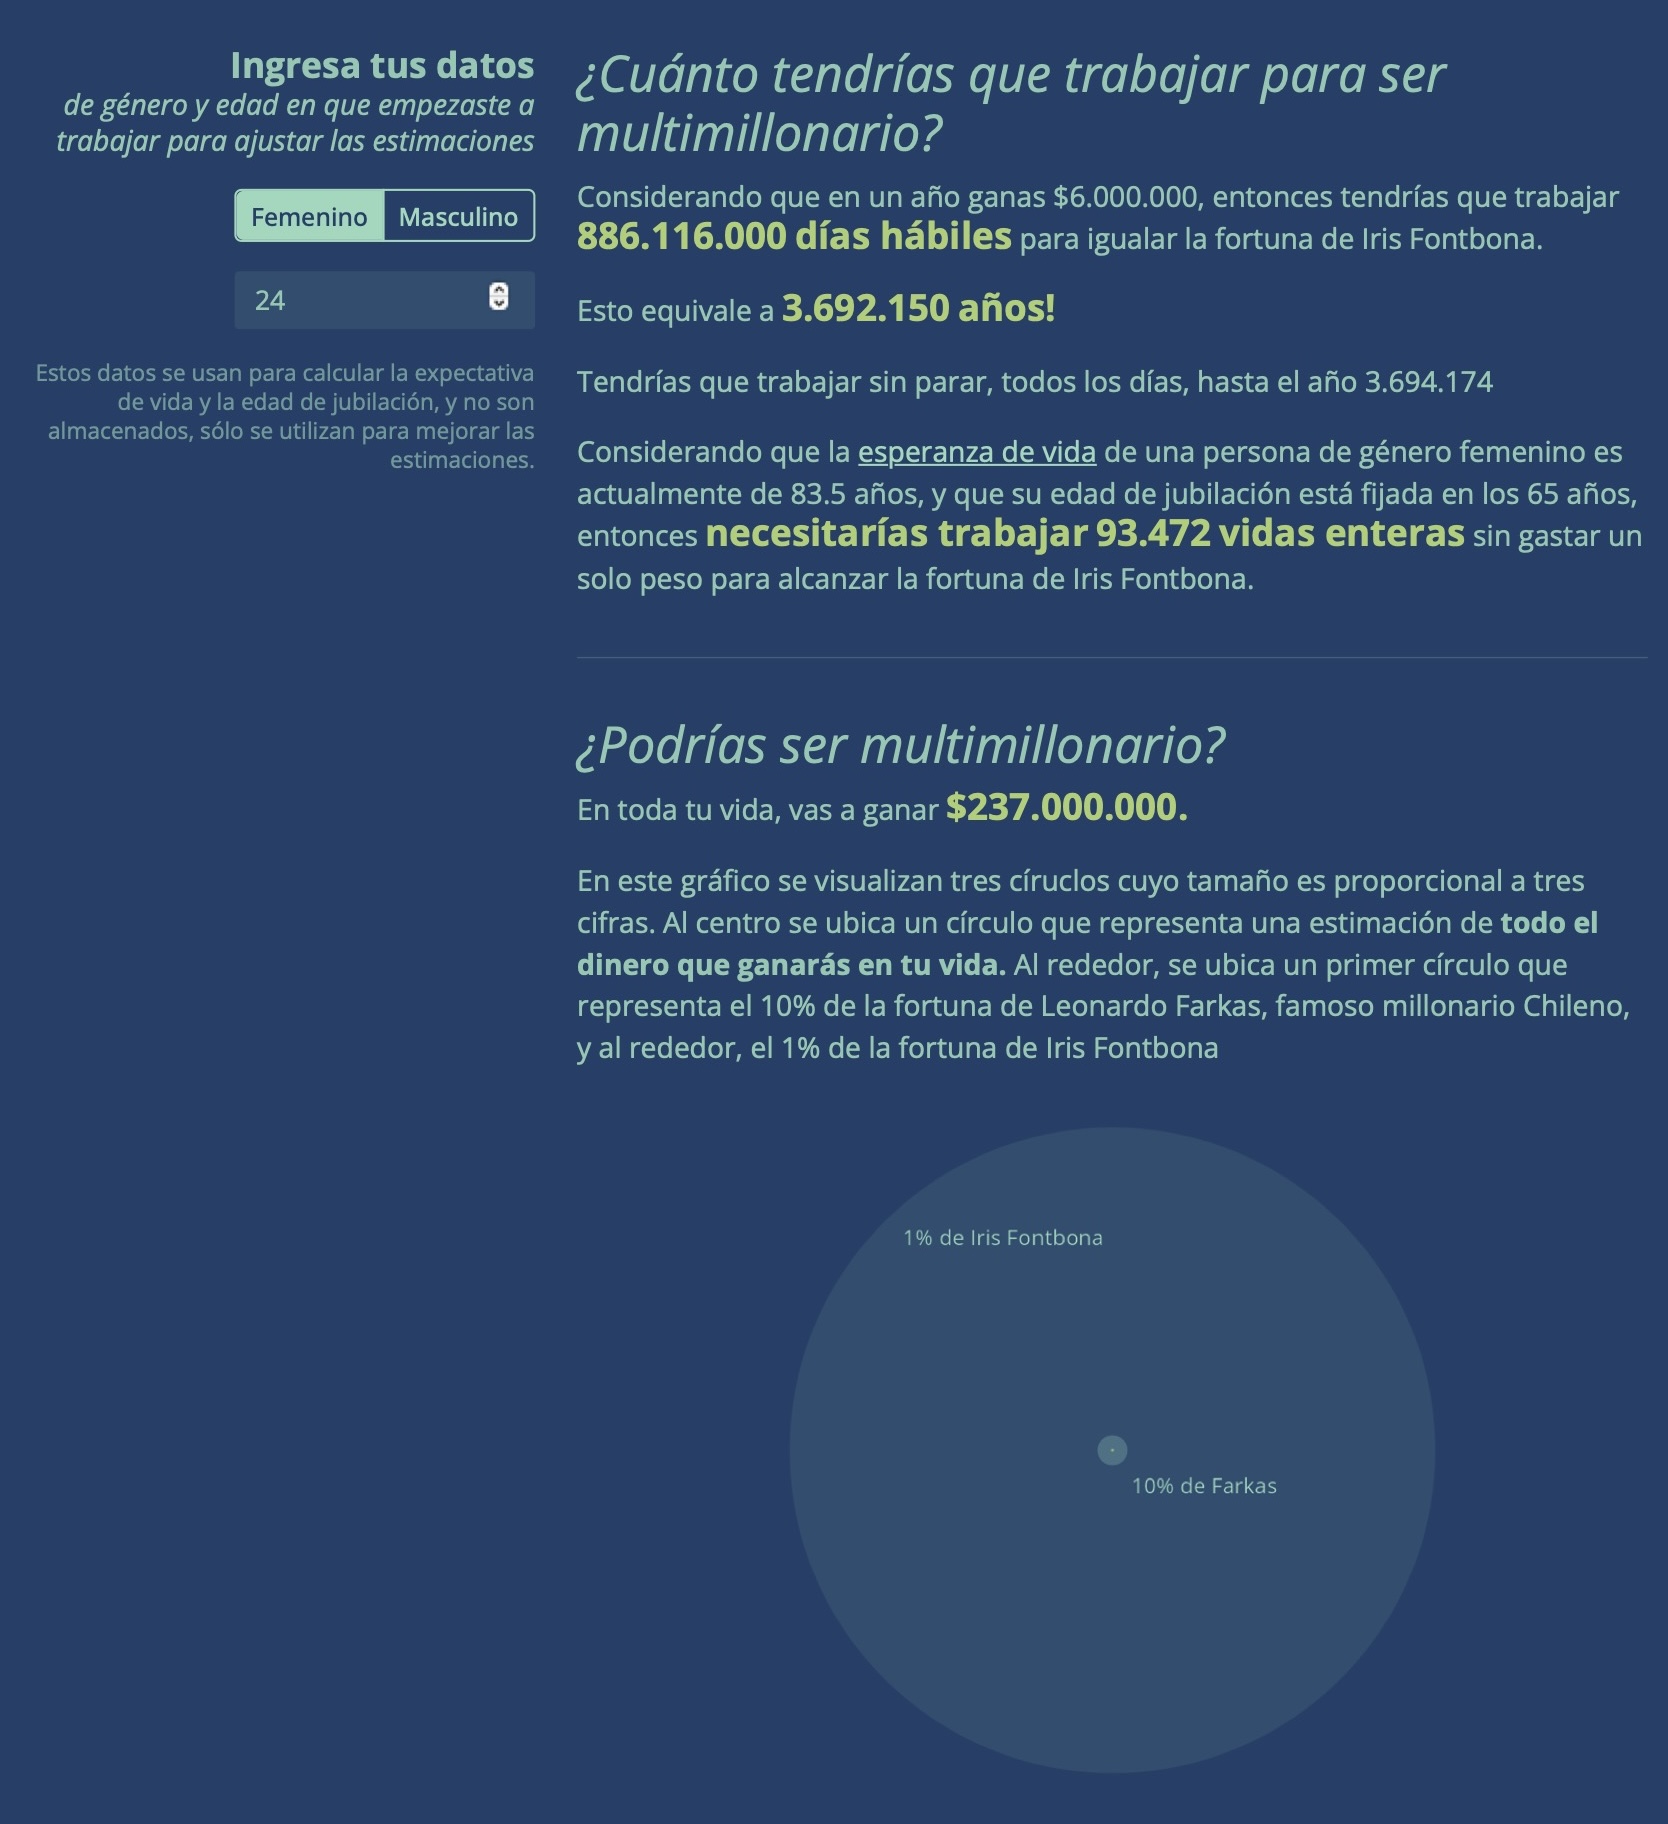 Ingresa tus datos
de género y edad en que empezaste a
trabajar para ajustar las estimaciones
Femenino Masculino
24
Estos datos se usan para calcular la expectativa
de vida y la edad de jubilación, y no son
almacenados, sólo se utilizan para mejorar las
estimaciones.
¿Cuánto tendrías que trabajar para ser
multimillonario?
Considerando que en un año ganas $6.000.000, entonces tendrías que trabajar
886.116.000 días hábiles para igualar la fortuna de Iris Fontbona.
Esto equivale a 3.692.150 años!
Tendrías que trabajar sin parar, todos los días, hasta el año 3.694.174
Considerando que la esperanza de vida de una persona de género femenino es
actualmente de 83.5 años, y que su edad de jubilación está fijada en los 65 años,
entonces necesitarías trabajar 93.472 vidas enteras sin gastar un
solo peso para alcanzar la fortuna de Iris Fontbona.
¿Podrías ser multimillonario?
En toda tu vida, vas a ganar $237.000.000.
En este gráfico se visualizan tres círuclos cuyo tamaño es proporcional a tres
cifras. Al centro se ubica un círculo que representa una estimación de todo el
dinero que ganarás en tu vida. Al rededor, se ubica un primer círculo que
representa el 10% de la fortuna de Leonardo Farkas, famoso millonario Chileno,
y al rededor, el 1% de la fortuna de Iris Fontbona
1% de Iris Fontbona
10% de Farkas